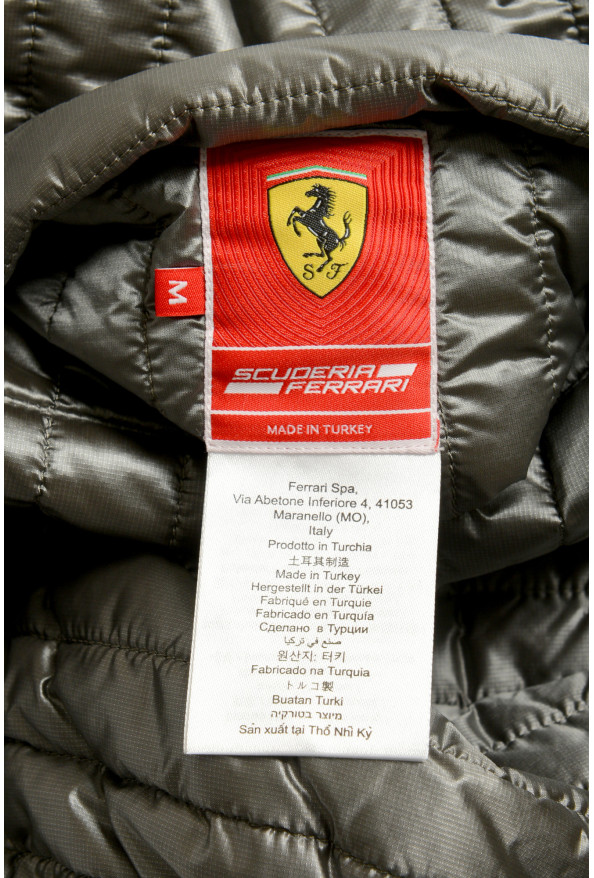 S F
M
SCUDERIA
FERRARI
MADE IN TURKEY
Ferrari Spa,
Via Abetone Inferiore 4, 41053
Maranello (MO),
Italy
Prodotto in Turchia
土耳其制造
Made in Turkey
Hergestellt in der Türkei
Fabriqué en Turquie
Fabricado en Turquía
Сделано в Турции
صنع في تركيا
원산지: 터키
Fabricado na Turquia
トルコ製
Buatan Turki
מיוצר בטורקיה
Sản xuất tại Thổ Nhĩ Kỳ